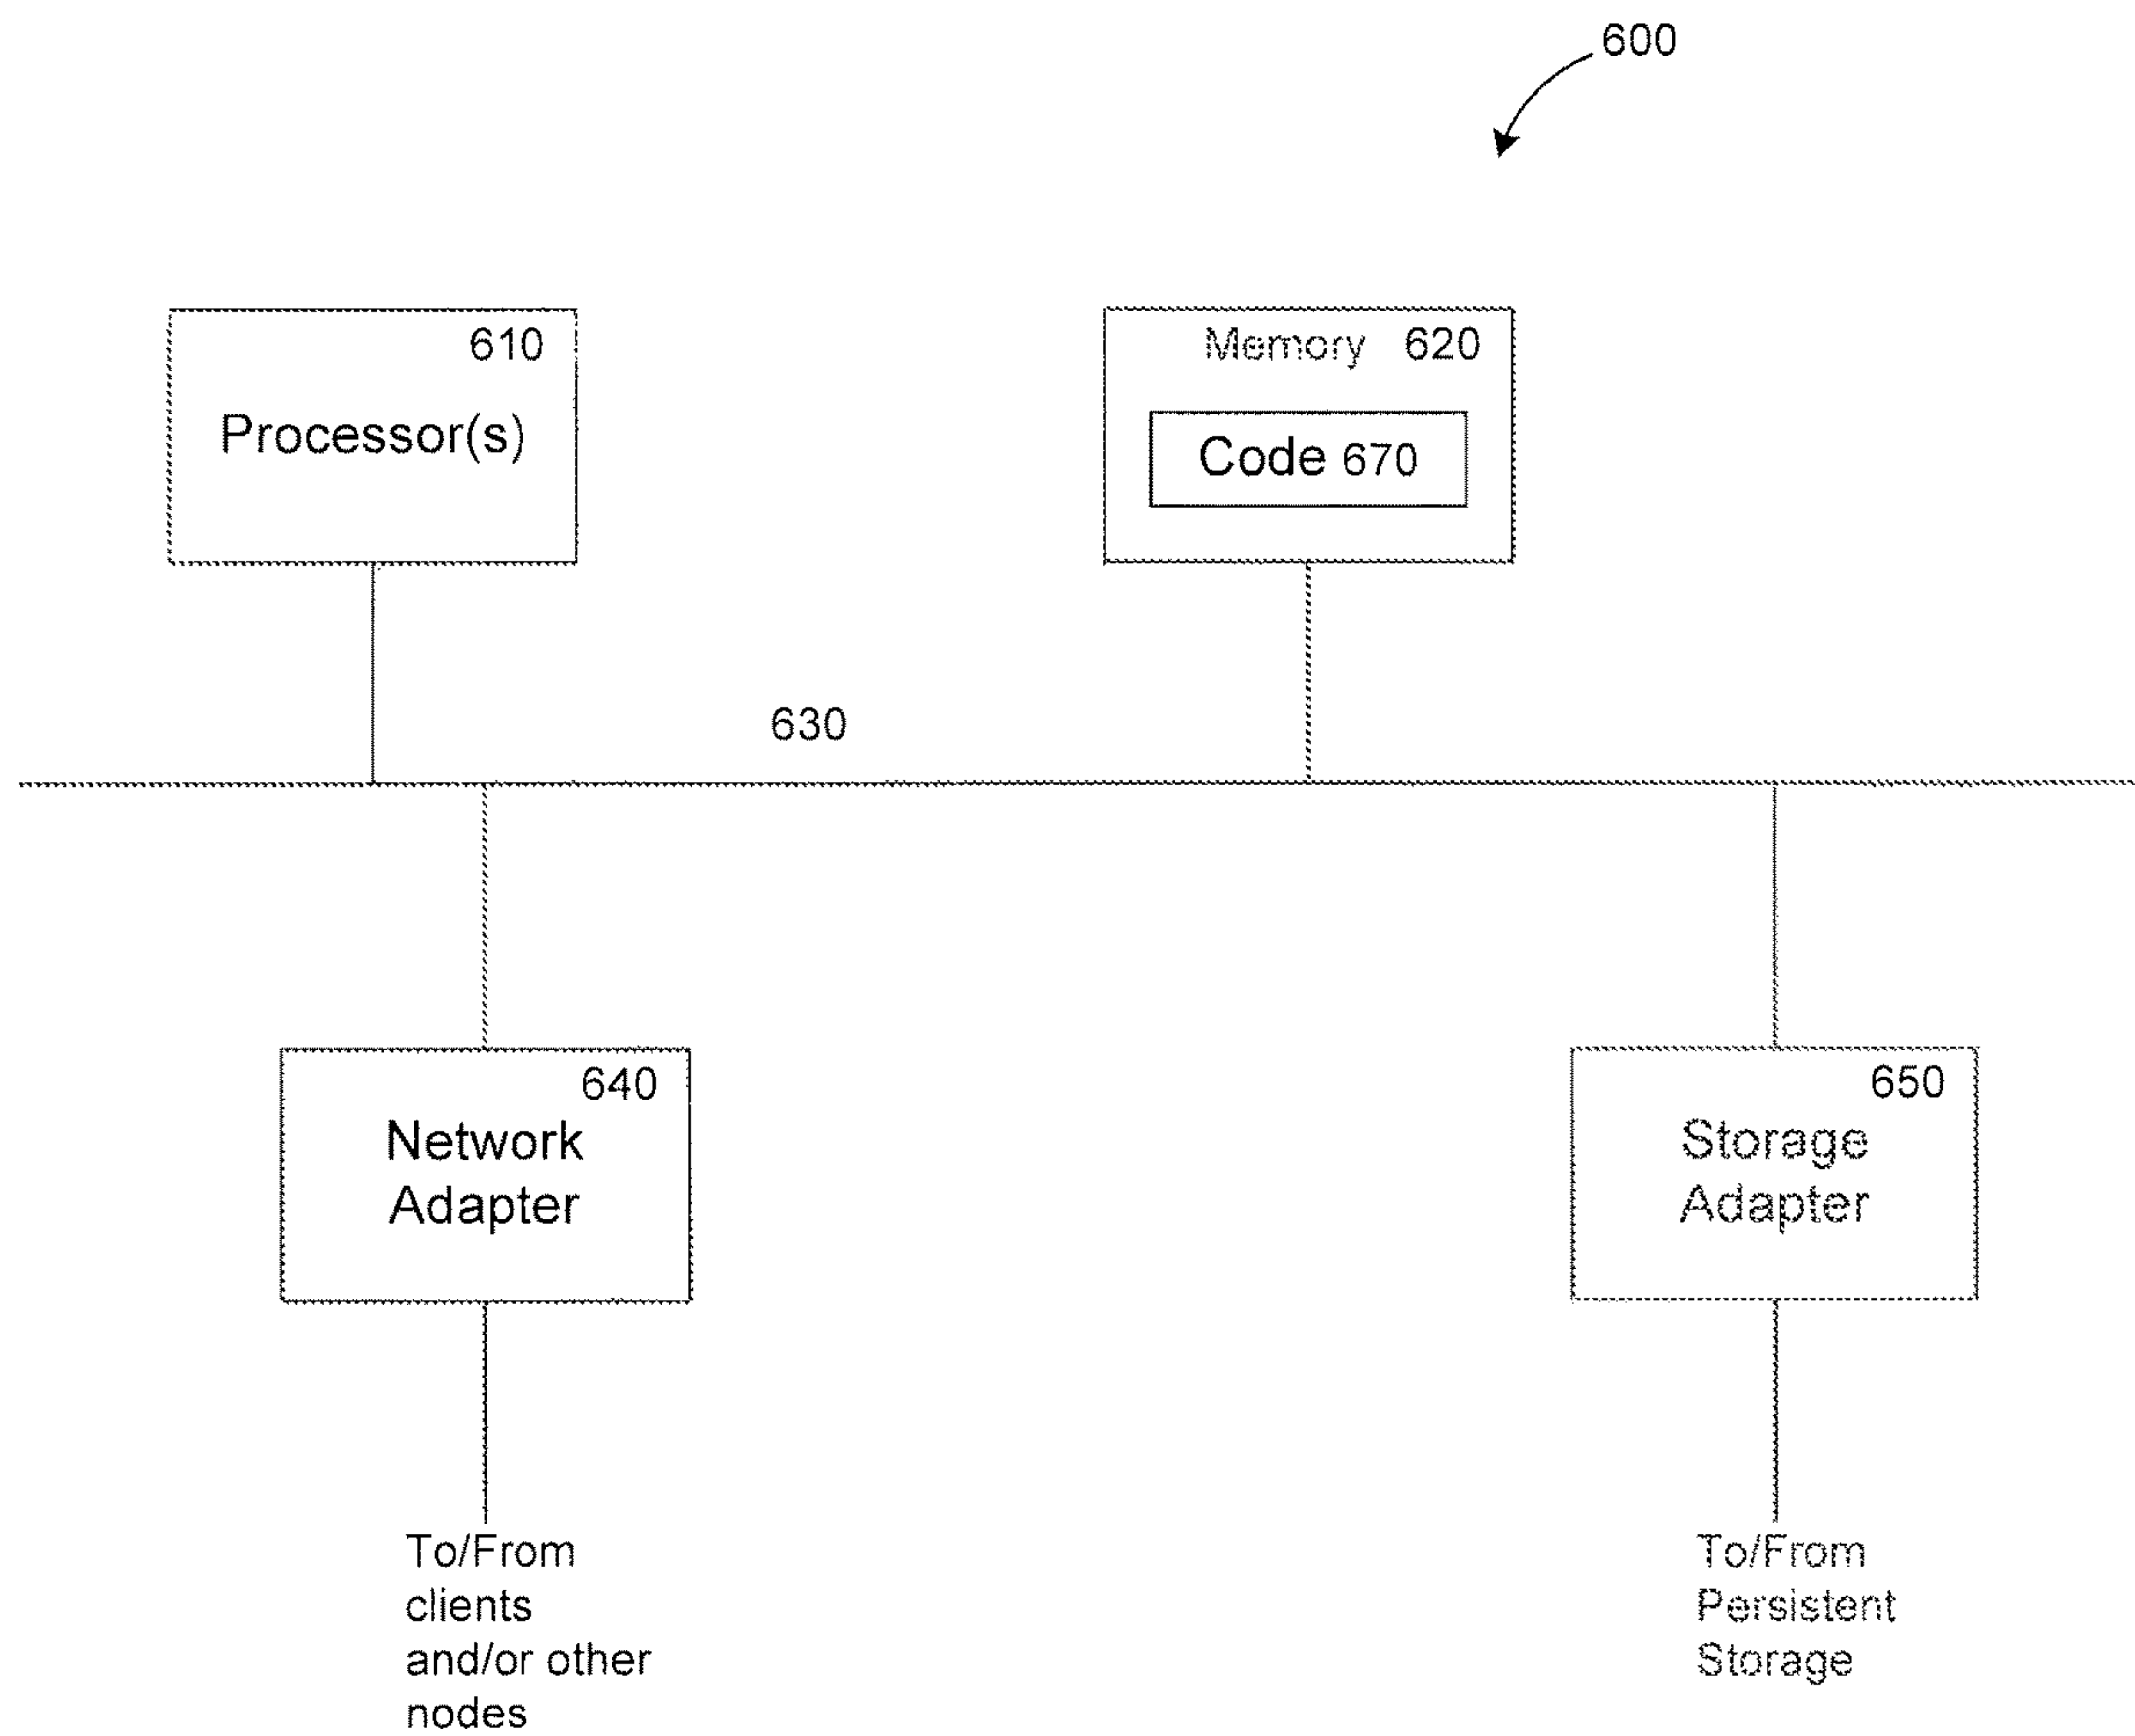 600
610
Processor(s)
Memory 620
Code 670
630
640
Network
Adapter
650
Storage
Adapter
To/From
clients
and/or other
nodes
To/From
Persistent
Storage